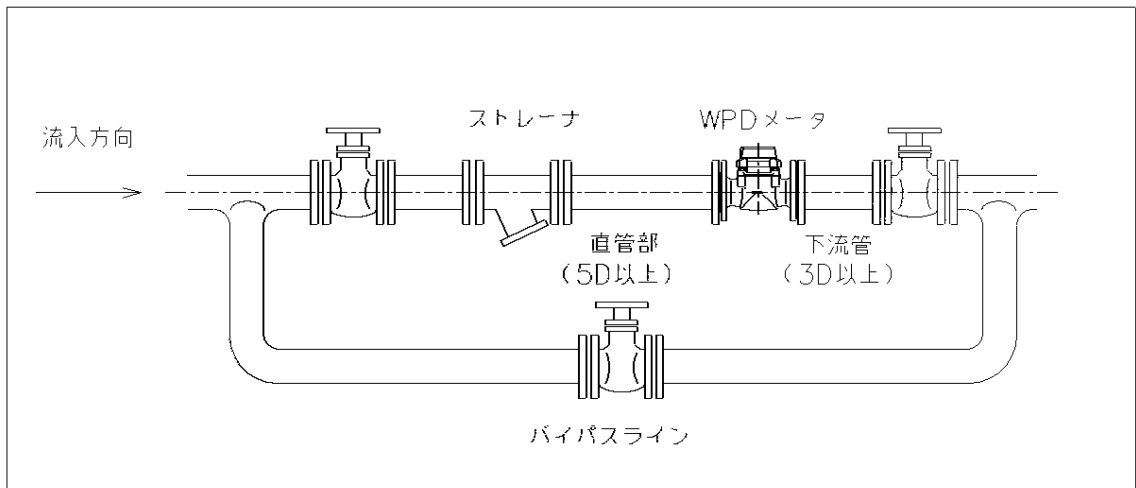 流入方向
ストレーナ
WPDメータ
直管部
(5D以上)
下流管
(3D以上)
バイパスライン